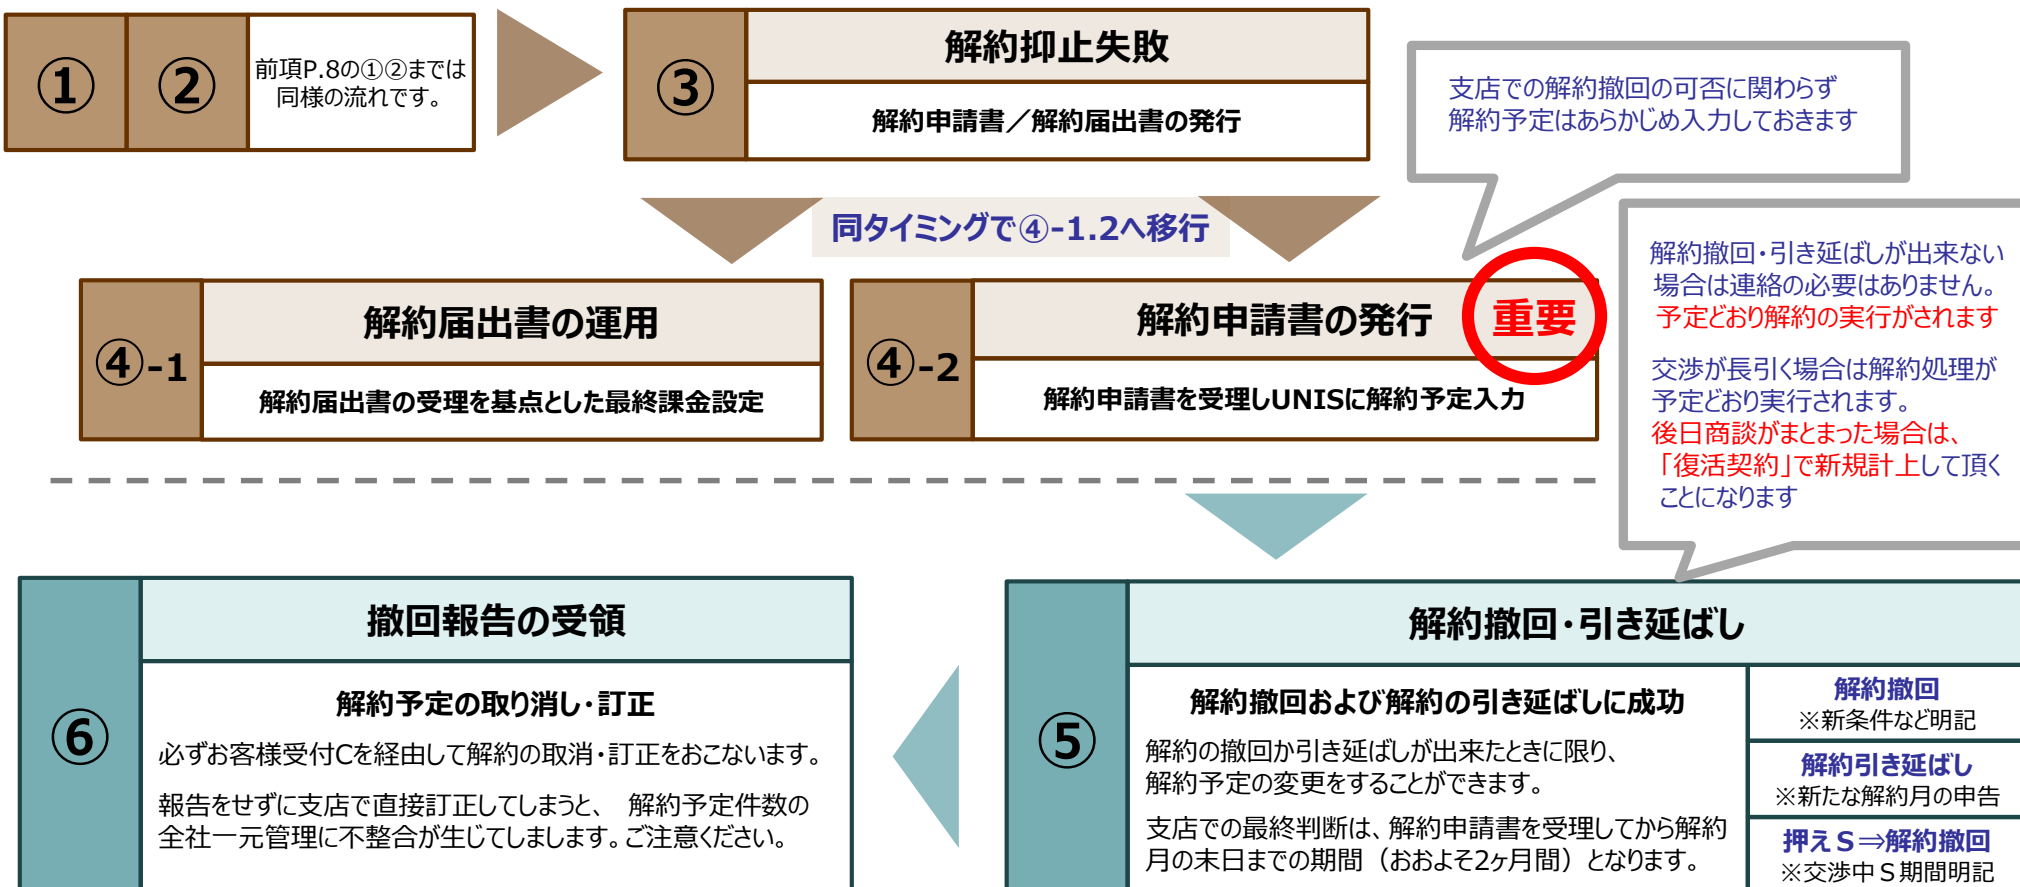 ①
②
前項P.8の①②までは
同様の流れです。
③
解約抑止失敗
解約申請書／解約届出書の発行
支店での解約撤回の可否に関わらず
解約予定はあらかじめ入力しておきます
同タイミングで④-1.2へ移行
④-1
解約届出書の運用
解約届出書の受理を基点とした最終課金設定
④-2
解約申請書の発行
重要
解約申請書を受理しUNISに解約予定入力
解約撤回・引き延ばしが出来ない
場合は連絡の必要はありません。
予定どおり解約の実行がされます
交渉が長引く場合は解約処理が
予定どおり実行されます。
後日商談がまとまった場合は、
「復活契約」で新規計上して頂く
ことになります
⑥
撤回報告の受領
解約予定の取り消し・訂正
必ずお客様受付Cを経由して解約の取消・訂正をおこないます。
報告をせずに支店で直接訂正してしまうと、 解約予定件数の
全社一元管理に不整合が生じてしまします。ご注意ください。
⑤
解約撤回・引き延ばし
解約撤回および解約の引き延ばしに成功
解約の撤回か引き延ばしが出来たときに限り、
解約予定の変更をすることができます。
支店での最終判断は、解約申請書を受理してから解約
月の末日までの期間（おおよそ2ヶ月間）となります。
解約撤回
※新条件など明記
解約引き延ばし
※新たな解約月の申告
押えＳ⇒解約撤回
※交渉中Ｓ期間明記